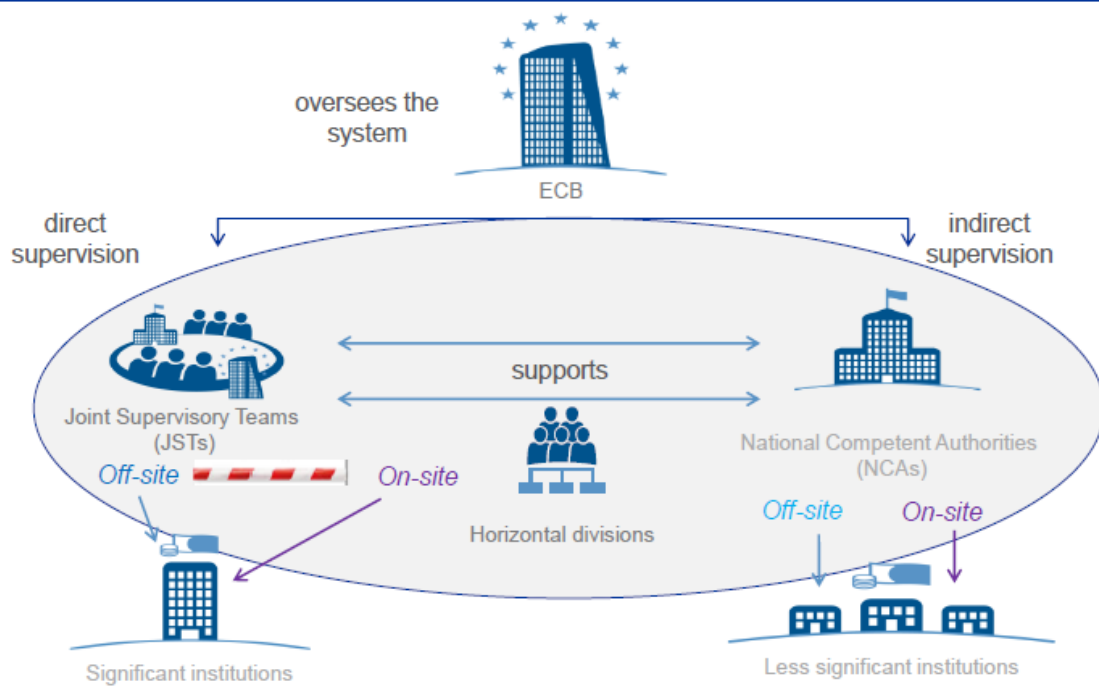 oversees the
system
ECB
direct
supervision
indirect
supervision
supports
Joint Supervisory Teams
(JSTs)
National Competent Authorities
(NCAs)
Off-site
On-site
Horizontal divisions
Off-site
On-site
Significant institutions
Less significant institutions